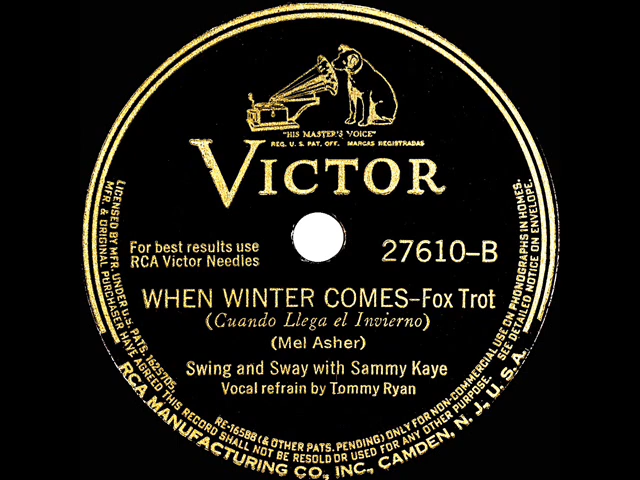 "HIS MASTER'S VOICE"
REG. U. S. PAT. OFF. MARCAS REGISTRADAS
VICTOR
For best results use
RCA Victor Needles
27610-B
WHEN WINTER COMES-Fox Trot
(Cuando Llega el Invierno)
(Mel Asher)
Swing and Sway with Sammy Kaye
Vocal refrain by Tommy Ryan
LICENSED BY MFR. UNDER U.S. PATS. 1625705, RE-16588 (& OTHER PATS. PENDING) ONLY FOR NON-COMMERCIAL USE ON PHONOGRAPHS IN HOMES.
MFR. & ORIGINAL PURCHASER HAVE AGREED THIS RECORD SHALL NOT BE RESOLD OR USED FOR ANY OTHER PURPOSE. SEE DETAILED NOTICE ON ENVELOPE.
RCA MANUFACTURING CO., INC., CAMDEN, N. J., U. S. A.